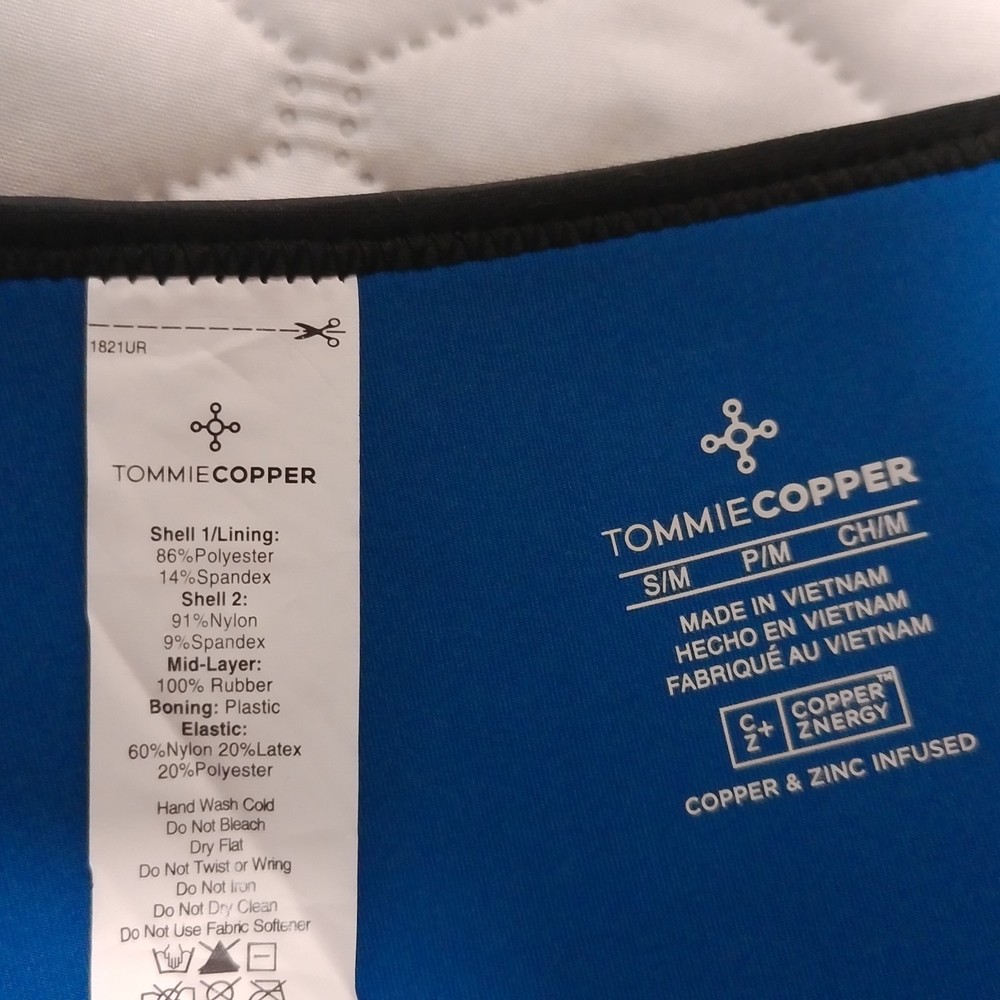 1821UR
TOMMIECOPPER
Shell 1/Lining:
86%Polyester
14%Spandex
Shell 2:
91%Nylon
9%Spandex
Mid-Layer:
100% Rubber
Boning: Plastic
Elastic:
60%Nylon 20%Latex
20%Polyester
Hand Wash Cold
Do Not Bleach
Dry Flat
Do Not Twist or Wring
Do Not Iron
Do Not Dry Clean
Do Not Use Fabric Softener
TOMMIECOPPER
S/M P/M CH/M
MADE IN VIETNAM
HECHO EN VIETNAM
FABRIQUÉ AU VIETNAM
C
Z+
COPPER™
ZNERGY
COPPER & ZINC INFUSED